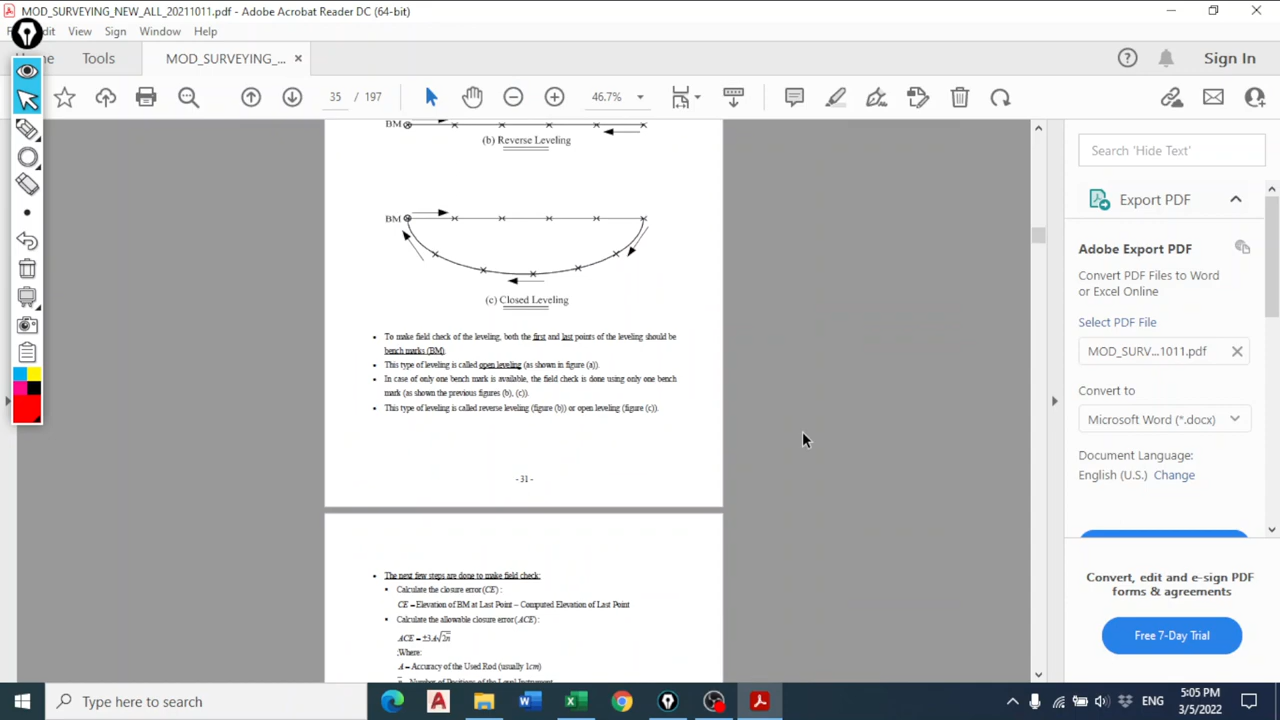 MOD_SURVEYING_NEW_ALL_20211011.pdf - Adobe Acrobat Reader DC (64-bit)
View Sign Window Help
Tools MOD_SURVEYING_...
Sign In
35 / 197
46.7%
BM
(b) Reverse Leveling
BM
(c) Closed Leveling
• To make field check of the leveling, both the first and last points of the leveling should be
bench marks (BM).
• This type of leveling is called open leveling (as shown in figure (a)).
• In case of only one bench mark is available, the field check is done using only one bench
mark (as shown the previous figures (b), (c)).
• This type of leveling is called reverse leveling (figure (b)) or open leveling (figure (c)).
- 31 -
• The next few steps are done to make field check:
• Calculate the closure error (CE) :
CE = Elevation of BM at Last Point – Computed Elevation of Last Point
• Calculate the allowable closure error (ACE) :
ACE = ±3A√2n
;Where:
A = Accuracy of the Used Rod (usually 1cm)
Number of Positions of the Level Instrument
Search 'Hide Text'
Export PDF
Adobe Export PDF
Convert PDF Files to Word
or Excel Online
Select PDF File
MOD_SURV...1011.pdf
Convert to
Microsoft Word (*.docx)
Document Language:
English (U.S.) Change
Convert, edit and e-sign PDF
forms & agreements
Free 7-Day Trial
Type here to search
ENG
5:05 PM
3/5/2022